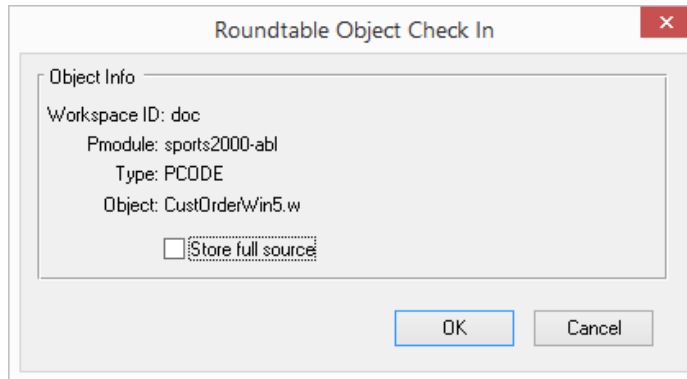 Roundtable Object Check In
Object Info
Workspace ID: doc
Pmodule: sports2000-abl
Type: PCODE
Object: CustOrderWin5.w
Store full source
OK Cancel